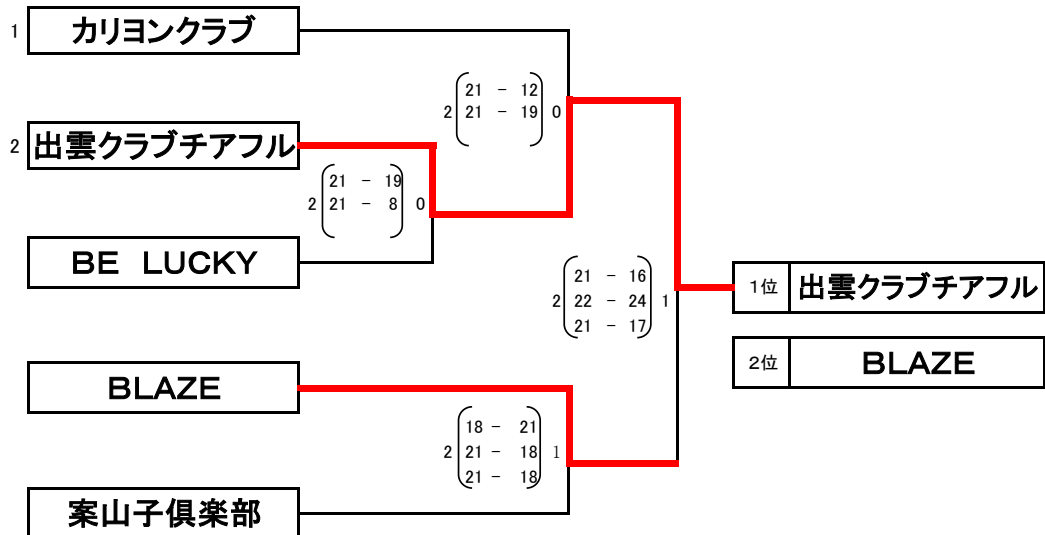 1 カリヨンクラブ
21 - 12
2 21 - 19 0
2 出雲クラブチアフル
21 - 19
2 21 - 8 0
BE LUCKY
21 - 16
2 22 - 24 1
21 - 17
1位 出雲クラブチアフル
2位 BLAZE
BLAZE
18 - 21
2 21 - 18 1
21 - 18
案山子倶楽部